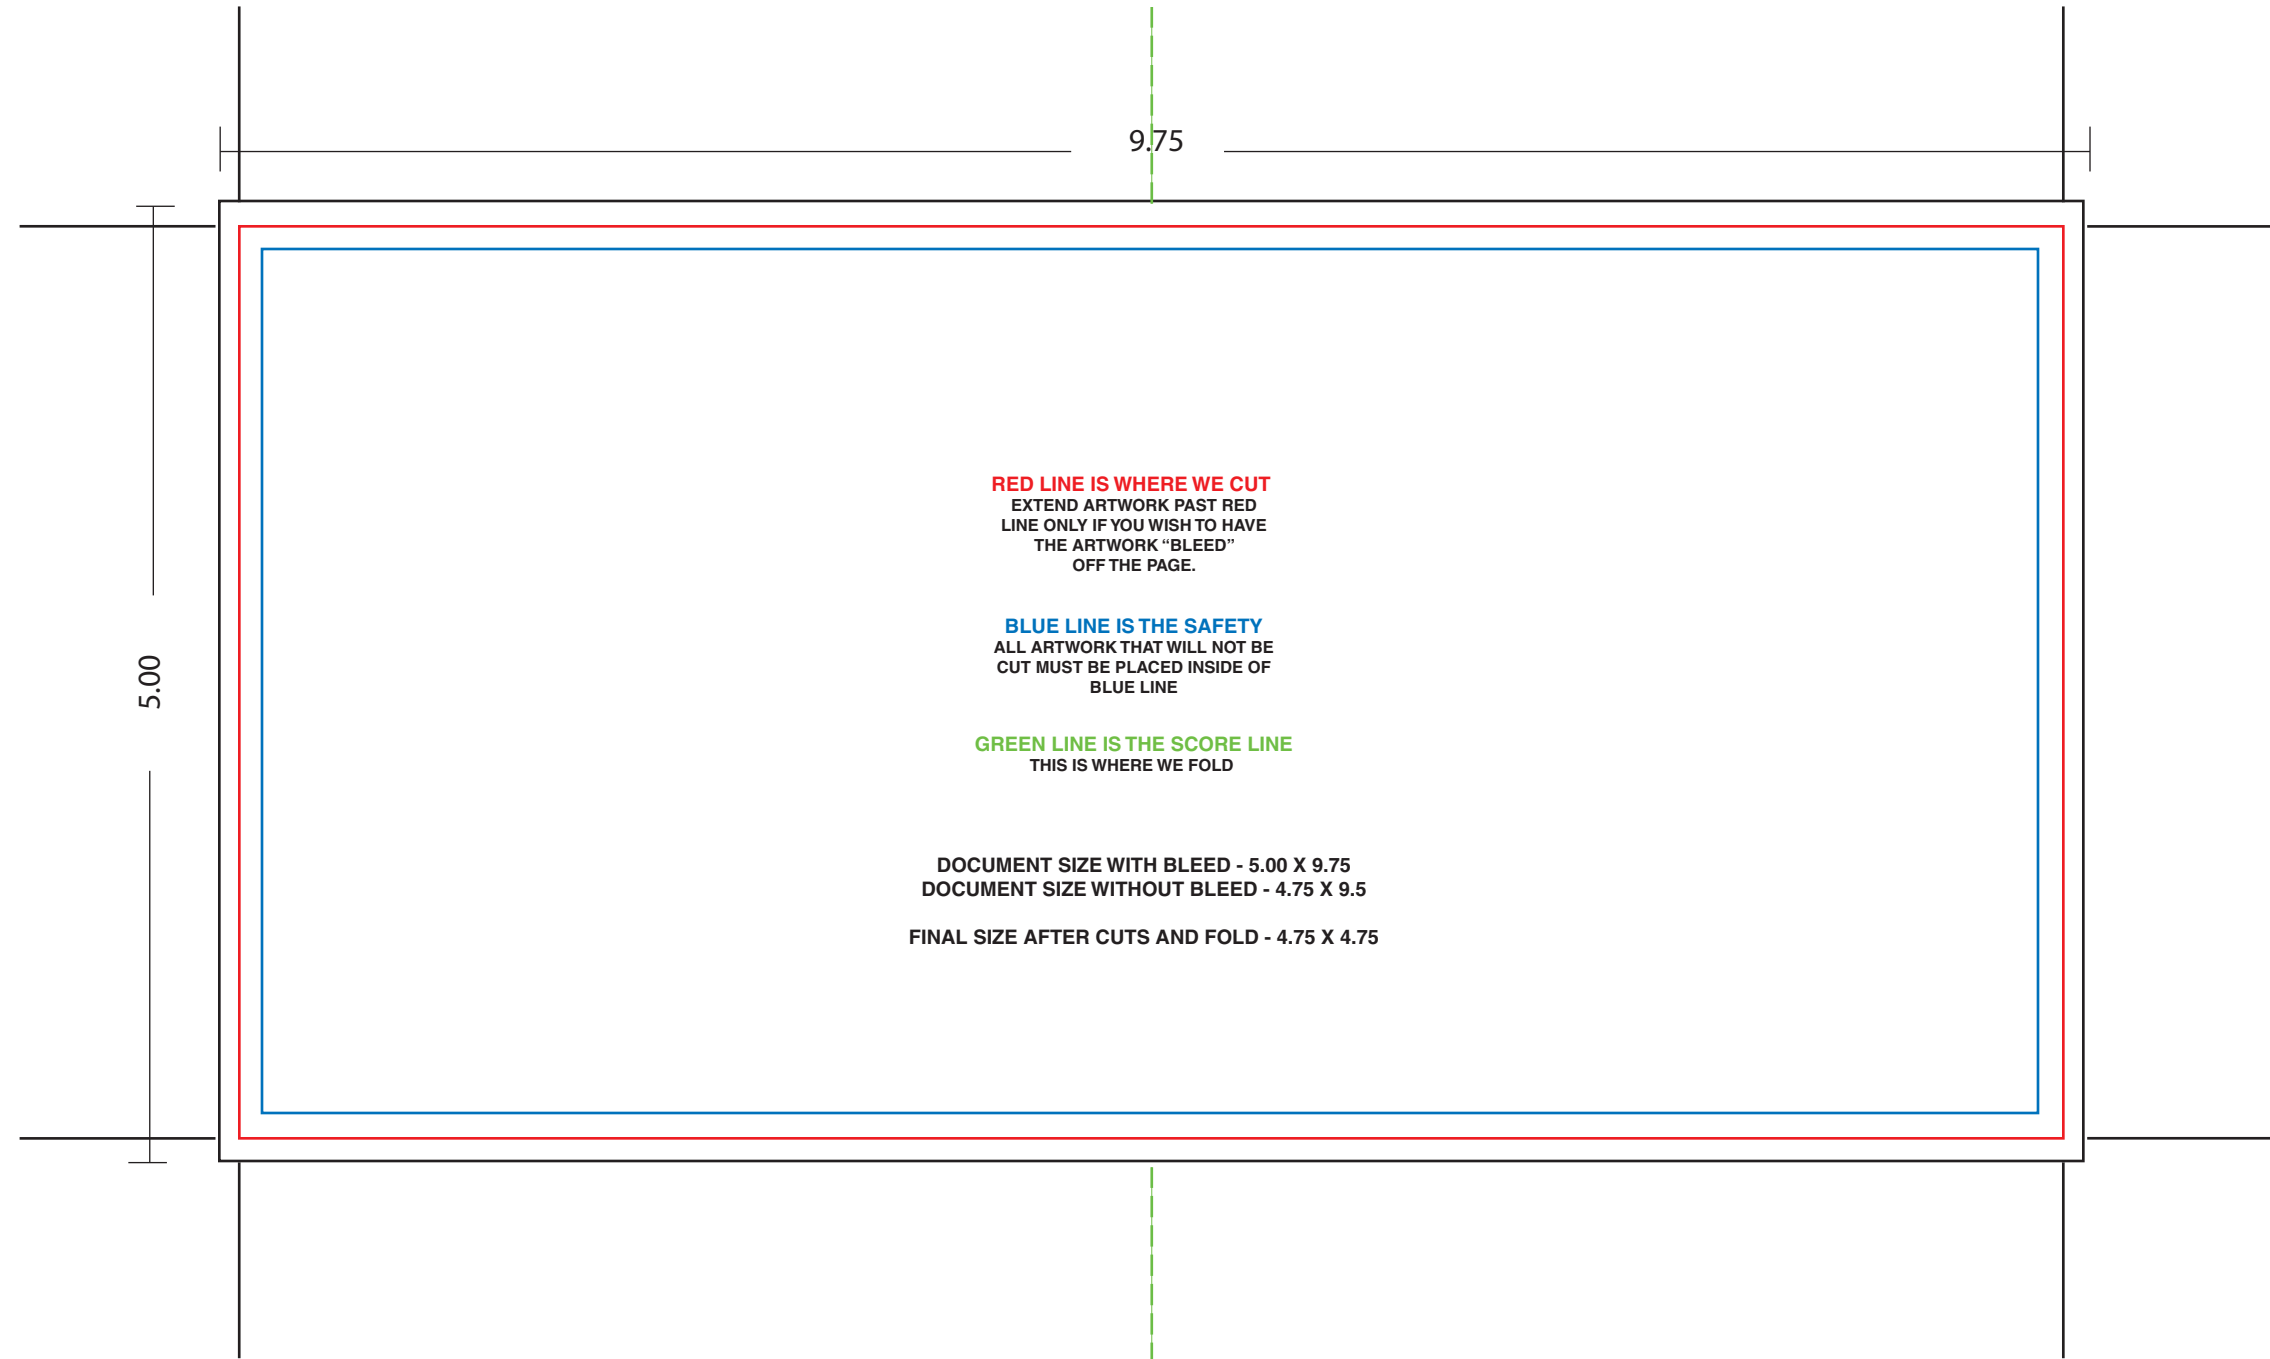 9.75
5.00
RED LINE IS WHERE WE CUT
EXTEND ARTWORK PAST RED
LINE ONLY IF YOU WISH TO HAVE
THE ARTWORK “BLEED”
OFF THE PAGE.
BLUE LINE IS THE SAFETY
ALL ARTWORK THAT WILL NOT BE
CUT MUST BE PLACED INSIDE OF
BLUE LINE
GREEN LINE IS THE SCORE LINE
THIS IS WHERE WE FOLD
DOCUMENT SIZE WITH BLEED - 5.00 X 9.75
DOCUMENT SIZE WITHOUT BLEED - 4.75 X 9.5
FINAL SIZE AFTER CUTS AND FOLD - 4.75 X 4.75